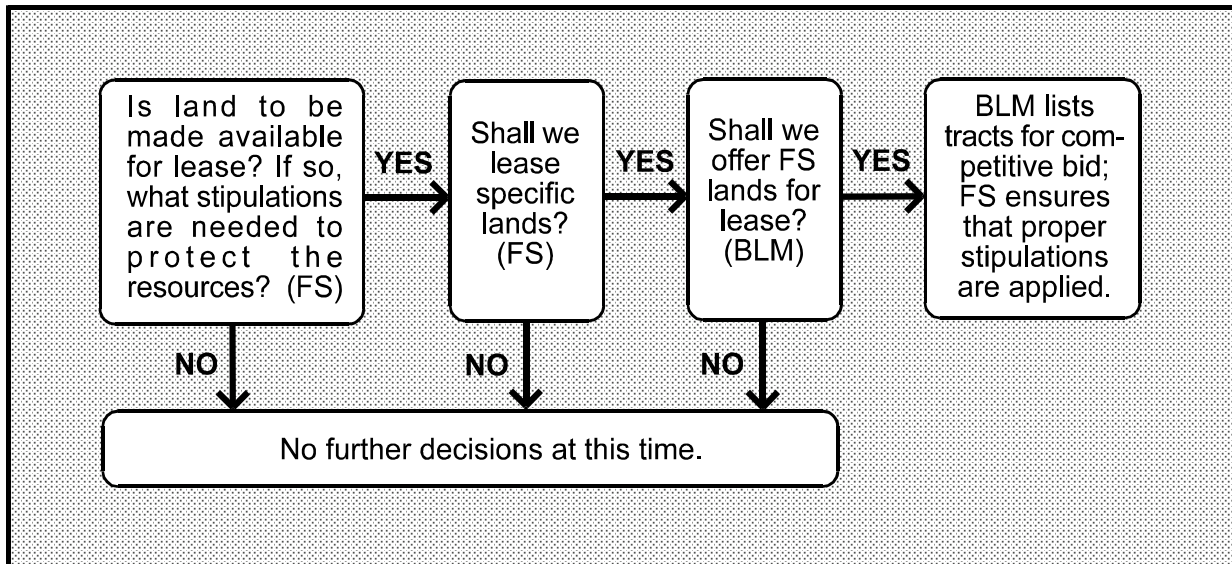 Is land to be
made available
for lease? If so,
what stipulations
are needed to
protect the
resources? (FS)
YES
Shall we
lease
specific
lands?
(FS)
YES
Shall we
offer FS
lands for
lease?
(BLM)
YES
BLM lists
tracts for com-
petitive bid;
FS ensures
that proper
stipulations
are applied.
NO
NO
NO
No further decisions at this time.